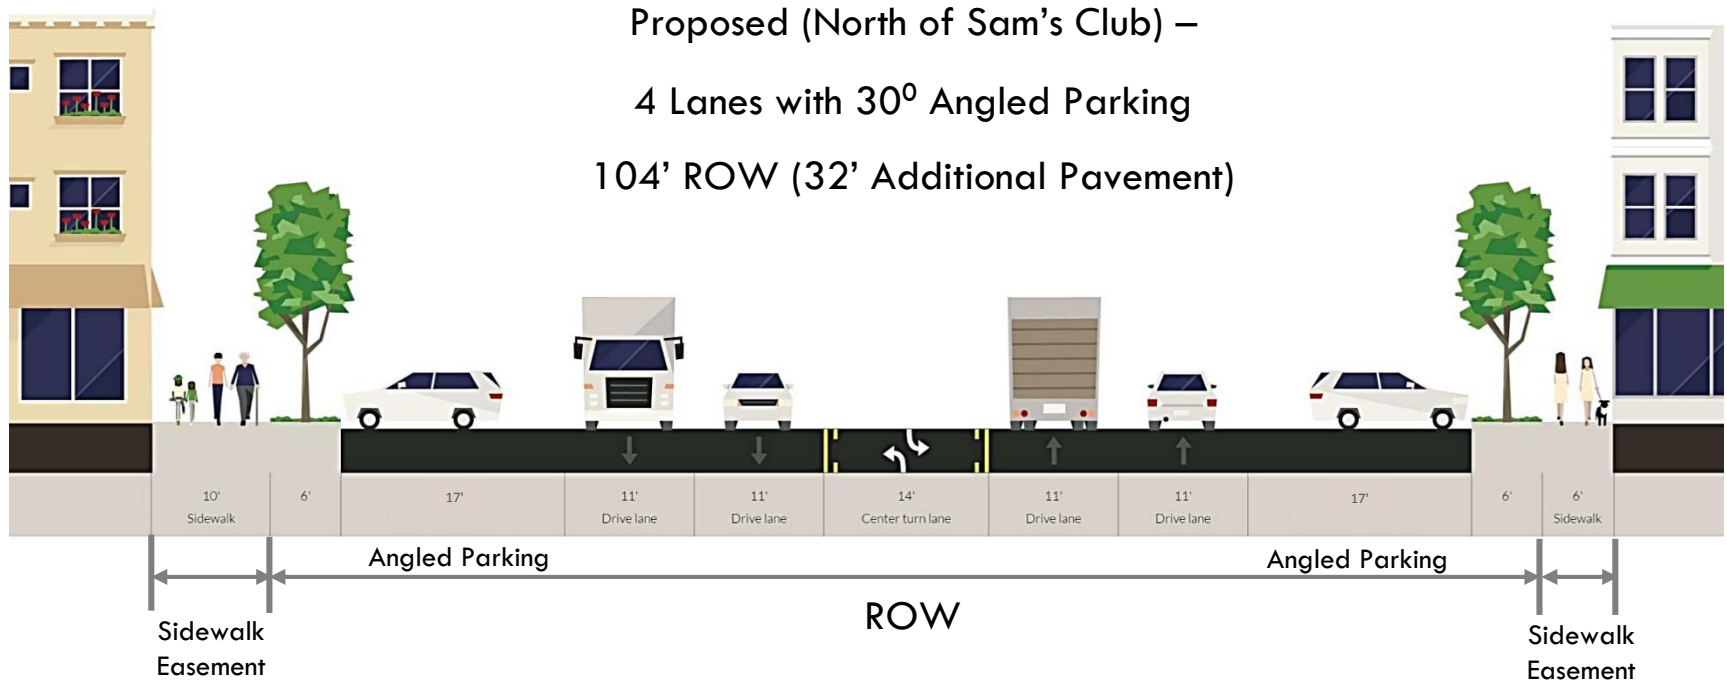 Proposed (North of Sam’s Club) –
4 Lanes with 30⁰ Angled Parking
104’ ROW (32’ Additional Pavement)
10' 6' 17' 11' 11' 14' 11' 11' 17' 6' 6'
Sidewalk Drive lane Drive lane Center turn lane Drive lane Drive lane Sidewalk
Angled Parking Angled Parking
ROW
Sidewalk Sidewalk
Easement Easement